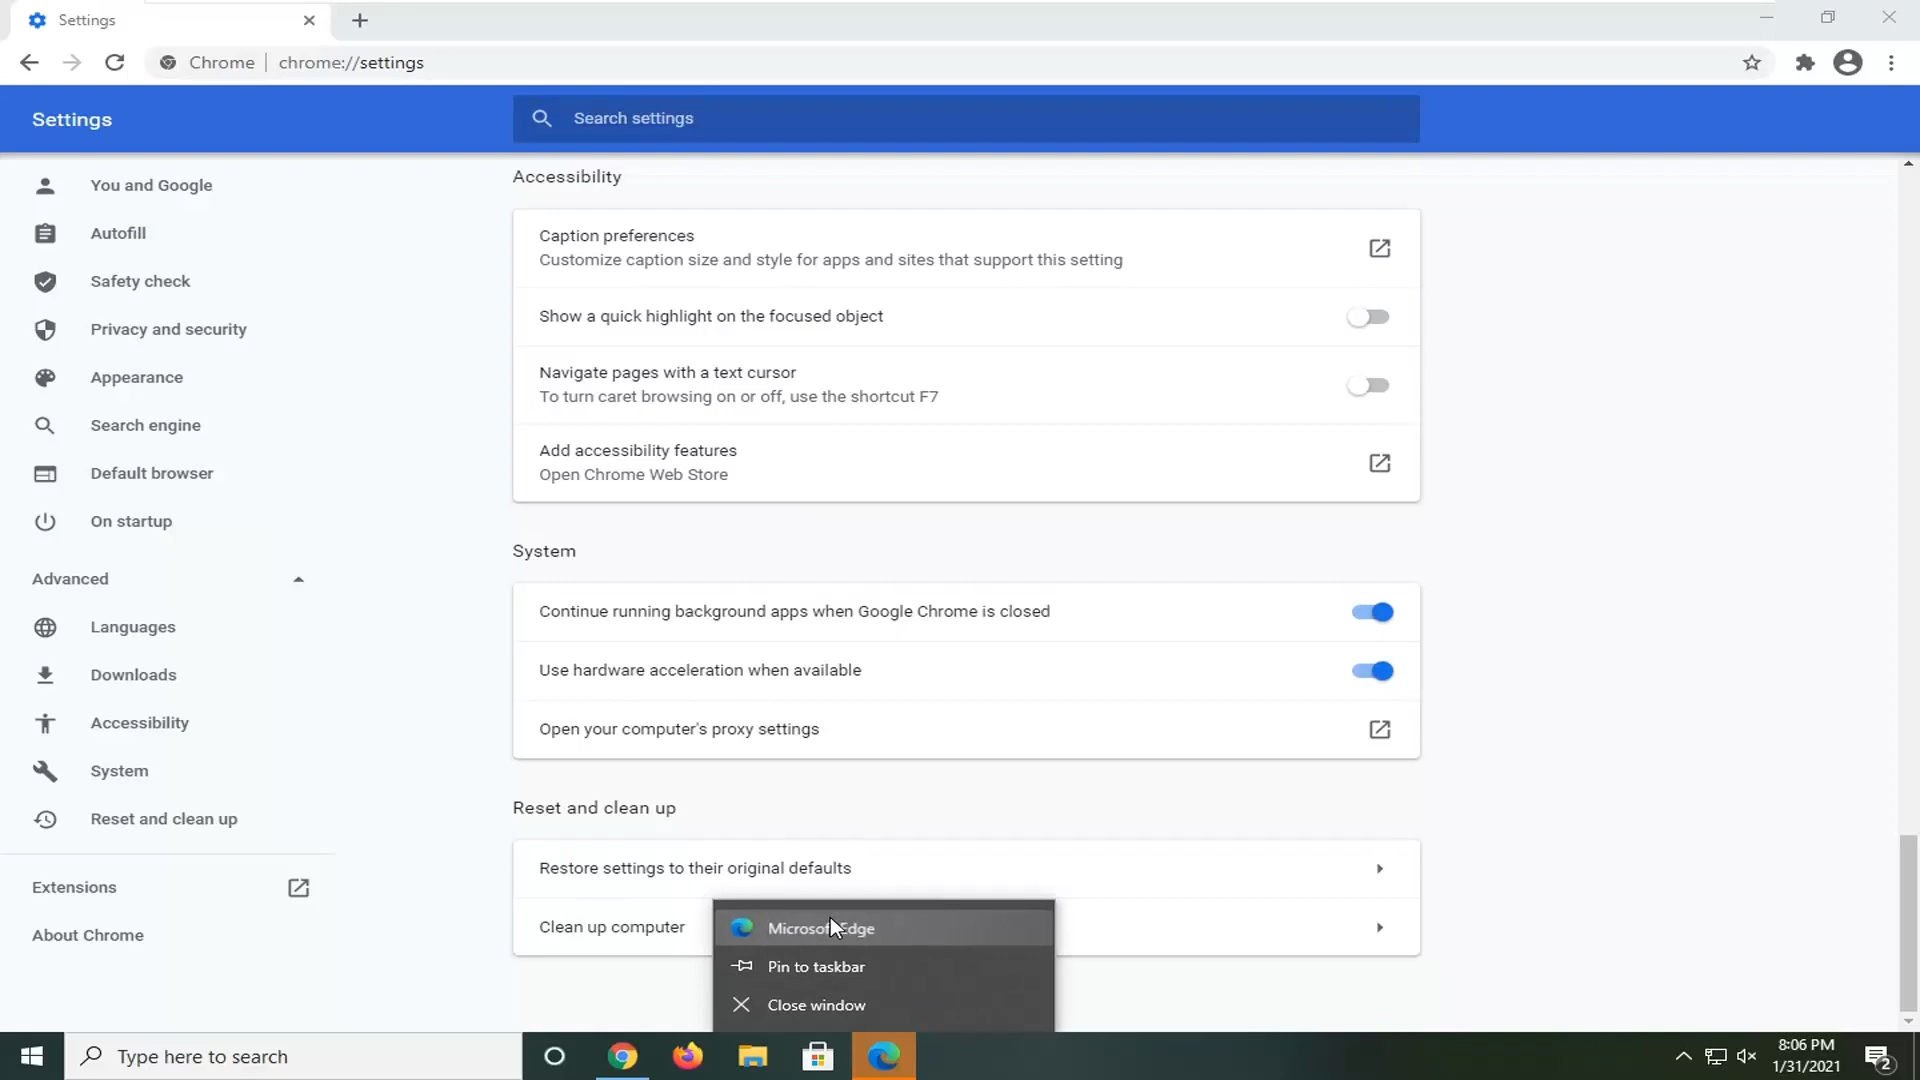 Settings
Chrome
chrome://settings
Settings
Search settings
You and Google
Autofill
Safety check
Privacy and security
Appearance
Search engine
Default browser
On startup
Advanced
Languages
Downloads
Accessibility
System
Reset and clean up
Extensions
About Chrome
Accessibility
Caption preferences
Customize caption size and style for apps and sites that support this setting
Show a quick highlight on the focused object
Navigate pages with a text cursor
To turn caret browsing on or off, use the shortcut F7
Add accessibility features
Open Chrome Web Store
System
Continue running background apps when Google Chrome is closed
Use hardware acceleration when available
Open your computer's proxy settings
Reset and clean up
Restore settings to their original defaults
Clean up computer
Microsoft Edge
Pin to taskbar
Close window
Type here to search
8:06 PM
1/31/2021
2